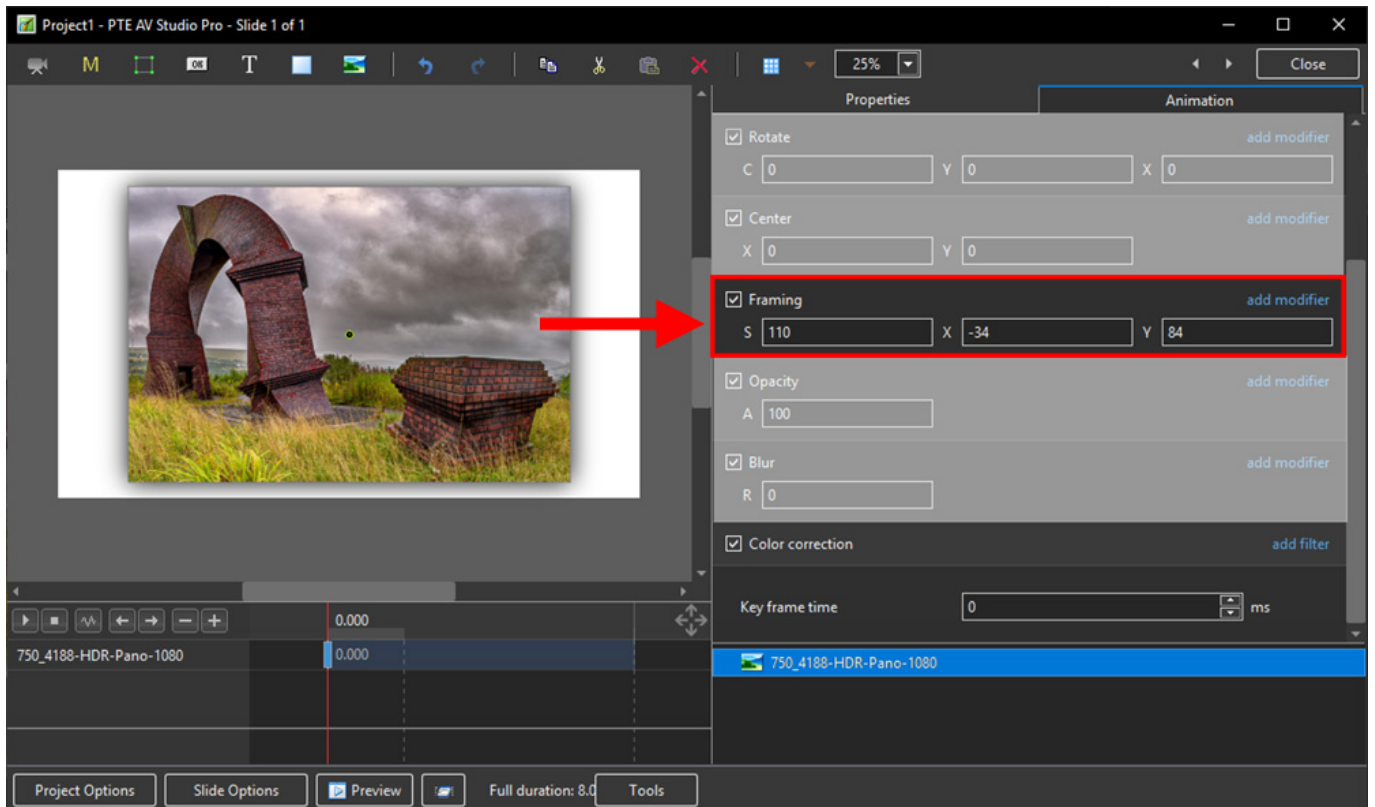 Project1 - PTE AV Studio Pro - Slide 1 of 1
M OK T 25% Close
Properties Animation
Rotate add modifier
C 0 Y 0 X 0
Center add modifier
X 0 Y 0
Framing add modifier
S 110 X -34 Y 84
Opacity add modifier
A 100
Blur add modifier
R 0
Color correction add filter
Key frame time 0 ms
0.000
750_4188-HDR-Pano-1080 0.000
750_4188-HDR-Pano-1080
Project Options Slide Options Preview Full duration: 8.0 Tools